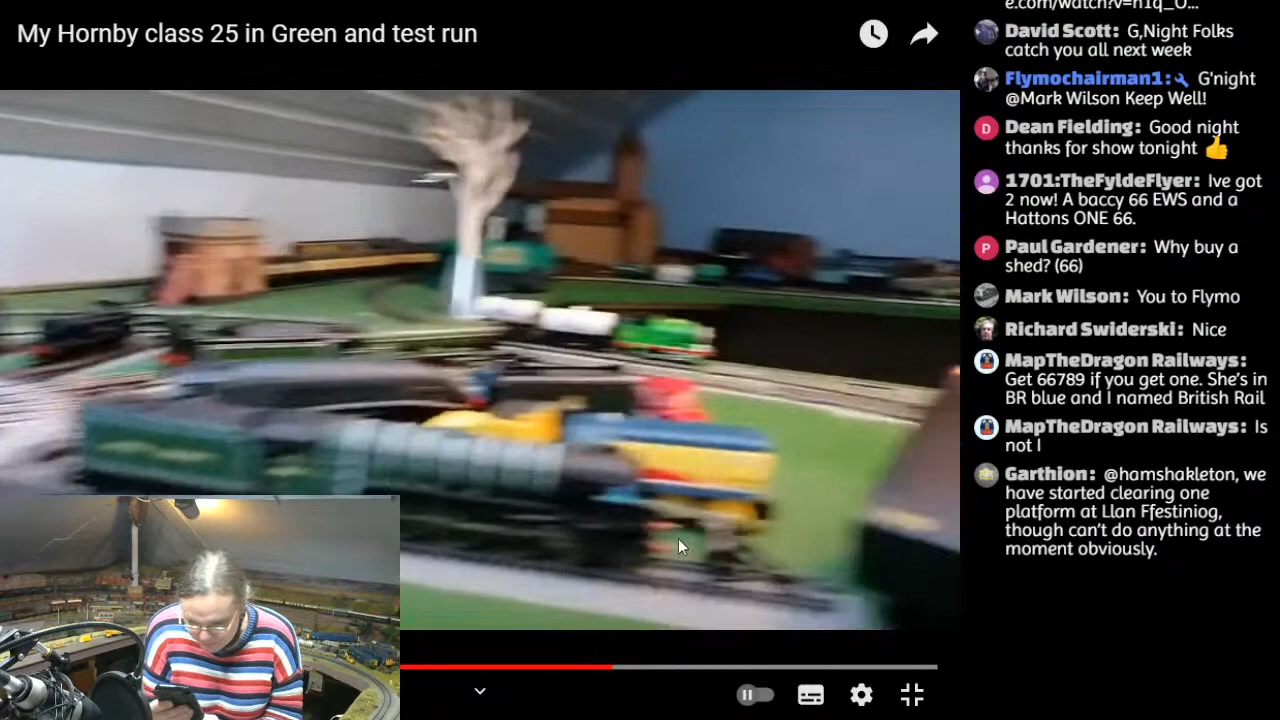 My Hornby class 25 in Green and test run
David Scott: G,Night Folks
catch you all next week
Flymochairman1: G'night
@Mark Wilson Keep Well!
D
Dean Fielding: Good night
thanks for show tonight 👍
1701:TheFyldeFlyer: Ive got
2 now! A baccy 66 EWS and a
Hattons ONE 66.
P
Paul Gardener: Why buy a
shed? (66)
Mark Wilson: You to Flymo
Richard Swiderski: Nice
MapTheDragon Railways:
Get 66789 if you get one. She's in
BR blue and I named British Rail
MapTheDragon Railways: Is
not I
Garthion: @hamshakleton, we
have started clearing one
platform at Llan Ffestiniog,
though can't do anything at the
moment obviously.